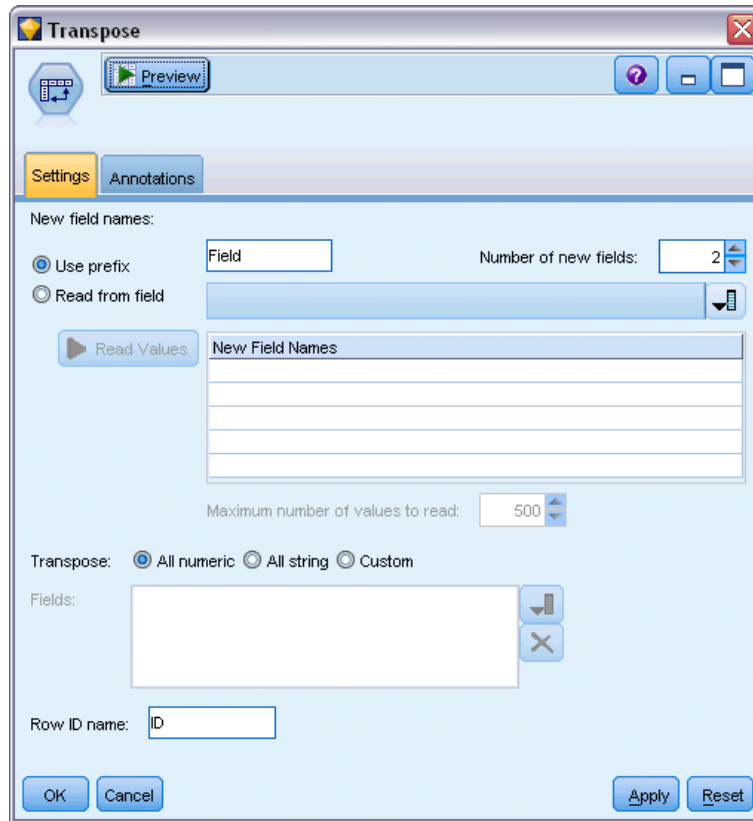 Transpose
Preview
?
Settings Annotations
New field names:
Use prefix Field Number of new fields: 2
Read from field
Read Values New Field Names
Maximum number of values to read: 500
Transpose: All numeric All string Custom
Fields:
Row ID name: ID
OK Cancel Apply Reset